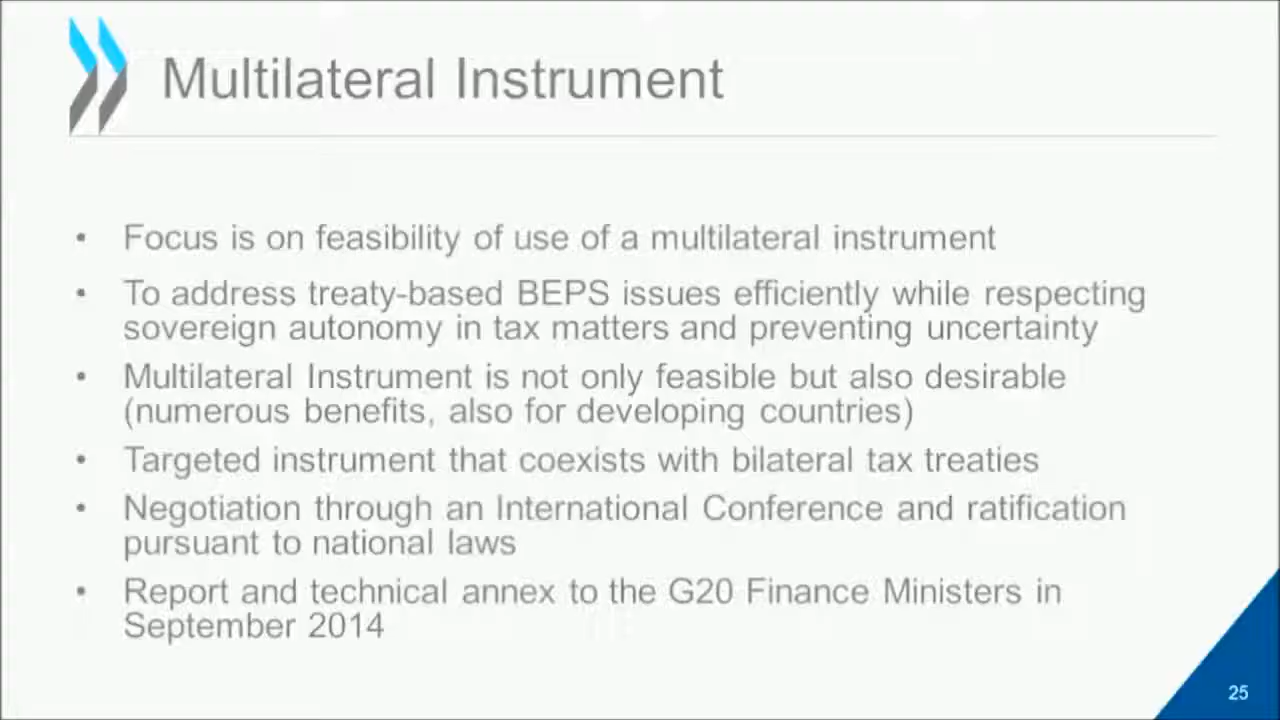 Multilateral Instrument
• Focus is on feasibility of use of a multilateral instrument
• To address treaty-based BEPS issues efficiently while respecting
sovereign autonomy in tax matters and preventing uncertainty
• Multilateral Instrument is not only feasible but also desirable
(numerous benefits, also for developing countries)
• Targeted instrument that coexists with bilateral tax treaties
• Negotiation through an International Conference and ratification
pursuant to national laws
• Report and technical annex to the G20 Finance Ministers in
September 2014
25